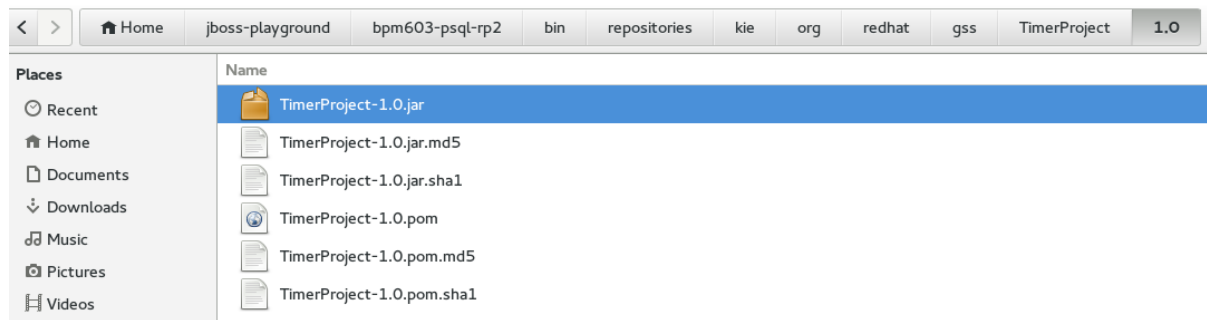 < > Home jboss-playground bpm603-psql-rp2 bin repositories kie org redhat gss TimerProject 1.0
Places
Name
Recent
TimerProject-1.0.jar
Home
TimerProject-1.0.jar.md5
Documents
TimerProject-1.0.jar.sha1
Downloads
TimerProject-1.0.pom
Music
TimerProject-1.0.pom.md5
Pictures
TimerProject-1.0.pom.sha1
Videos